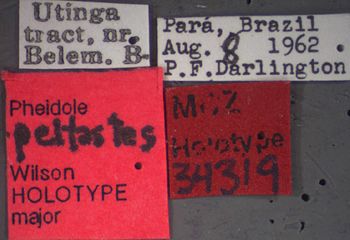 Utinga
tract, nr.
Belem. B-
Pará, Brazil
Aug. 8 1962
P.F.Darlington
Pheidole
peltastes
Wilson
HOLOTYPE
major
MCZ
Holotype
34319